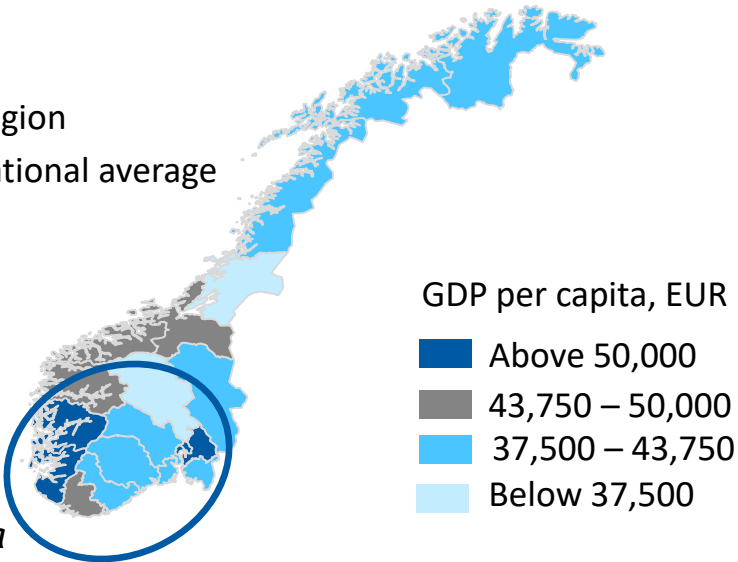 gion
ational average
GDP per capita, EUR
Above 50,000
43,750 – 50,000
37,500 – 43,750
Below 37,500
a